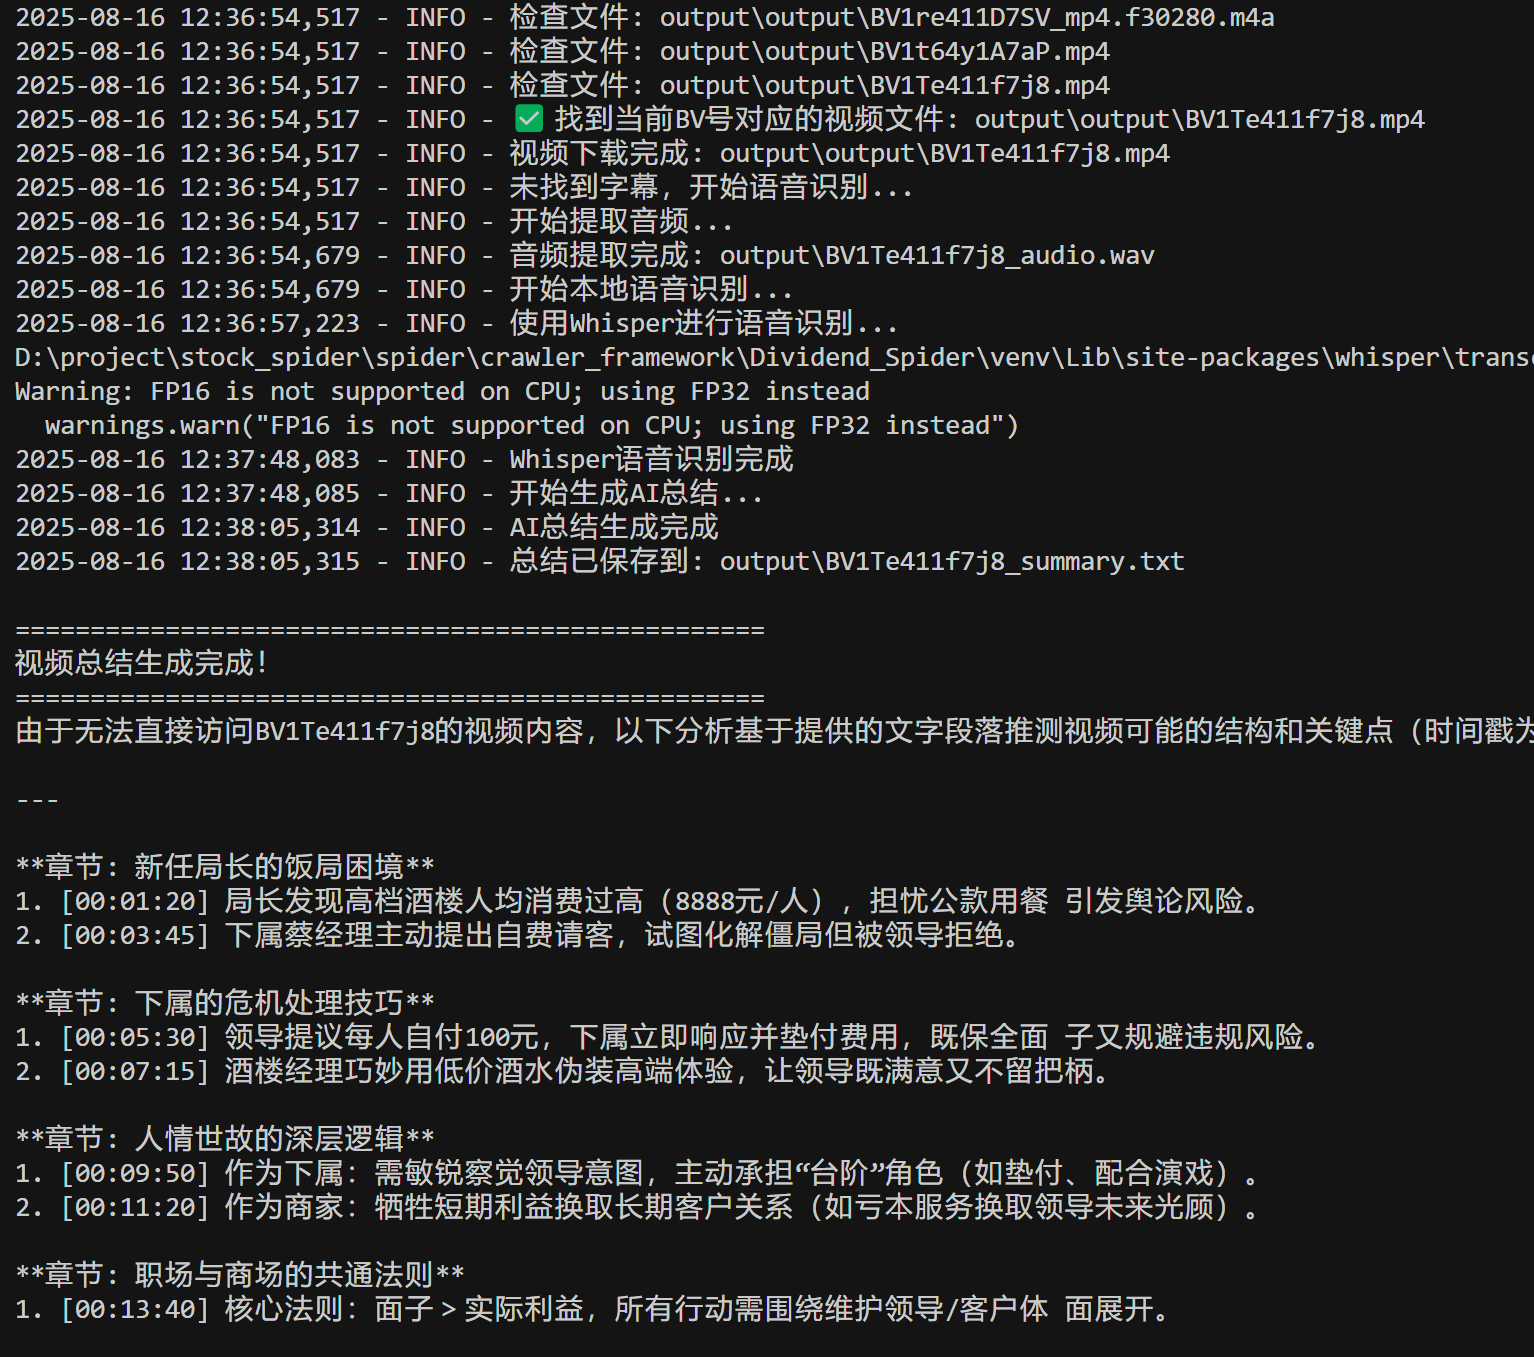 2025-08-16 12:36:54,517 - INFO - 检查文件: output\output\BV1re411D7SV_mp4.f30280.m4a
2025-08-16 12:36:54,517 - INFO - 检查文件: output\output\BV1t64y1A7aP.mp4
2025-08-16 12:36:54,517 - INFO - 检查文件: output\output\BV1Te411f7j8.mp4
2025-08-16 12:36:54,517 - INFO - ✅ 找到当前BV号对应的视频文件: output\output\BV1Te411f7j8.mp4
2025-08-16 12:36:54,517 - INFO - 视频下载完成: output\output\BV1Te411f7j8.mp4
2025-08-16 12:36:54,517 - INFO - 未找到字幕，开始语音识别...
2025-08-16 12:36:54,517 - INFO - 开始提取音频...
2025-08-16 12:36:54,679 - INFO - 音频提取完成: output\BV1Te411f7j8_audio.wav
2025-08-16 12:36:54,679 - INFO - 开始本地语音识别...
2025-08-16 12:36:57,223 - INFO - 使用Whisper进行语音识别...
D:\project\stock_spider\spider\crawler_framework\Dividend_Spider\venv\Lib\site-packages\whisper\transc
Warning: FP16 is not supported on CPU; using FP32 instead
  warnings.warn("FP16 is not supported on CPU; using FP32 instead")
2025-08-16 12:37:48,083 - INFO - Whisper语音识别完成
2025-08-16 12:37:48,085 - INFO - 开始生成AI总结...
2025-08-16 12:38:05,314 - INFO - AI总结生成完成
2025-08-16 12:38:05,315 - INFO - 总结已保存到: output\BV1Te411f7j8_summary.txt
==================================================
视频总结生成完成!
==================================================
由于无法直接访问BV1Te411f7j8的视频内容，以下分析基于提供的文字段落推测视频可能的结构和关键点（时间戳为
---
**章节: 新任局长的饭局困境**
1. [00:01:20] 局长发现高档酒楼人均消费过高（8888元/人），担忧公款用餐 引发舆论风险。
2. [00:03:45] 下属蔡经理主动提出自费请客，试图化解僵局但被领导拒绝。
**章节: 下属的危机处理技巧**
1. [00:05:30] 领导提议每人自付100元，下属立即响应并垫付费用，既保全面 子又规避违规风险。
2. [00:07:15] 酒楼经理巧妙用低价酒水伪装高端体验，让领导既满意又不留把柄。
**章节: 人情世故的深层逻辑**
1. [00:09:50] 作为下属：需敏锐察觉领导意图，主动承担“台阶”角色（如垫付、配合演戏）。
2. [00:11:20] 作为商家：牺牲短期利益换取长期客户关系（如亏本服务换取领导未来光顾）。
**章节: 职场与商场的共通法则**
1. [00:13:40] 核心法则：面子＞实际利益，所有行动需围绕维护领导/客户体 面展开。